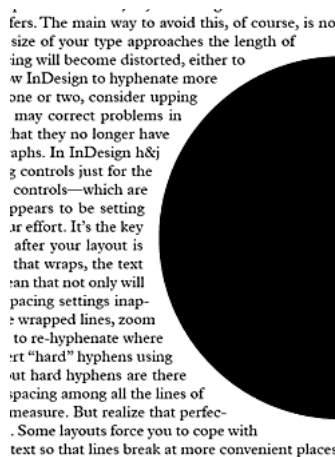 fers. The main way to avoid this, of course, is no
size of your type approaches the length of
ing will become distorted, either to
w InDesign to hyphenate more
one or two, consider upping
may correct problems in
hat they no longer have
aphs. In InDesign h&j
g controls just for the
controls—which are
ppears to be setting
ur effort. It’s the key
after your layout is
that wraps, the text
ean that not only will
pacing settings inap-
e wrapped lines, zoom
to re-hyphenate where
ert “hard” hyphens using
out hard hyphens are there
spacing among all the lines of
measure. But realize that perfec-
. Some layouts force you to cope with
text so that lines break at more convenient places